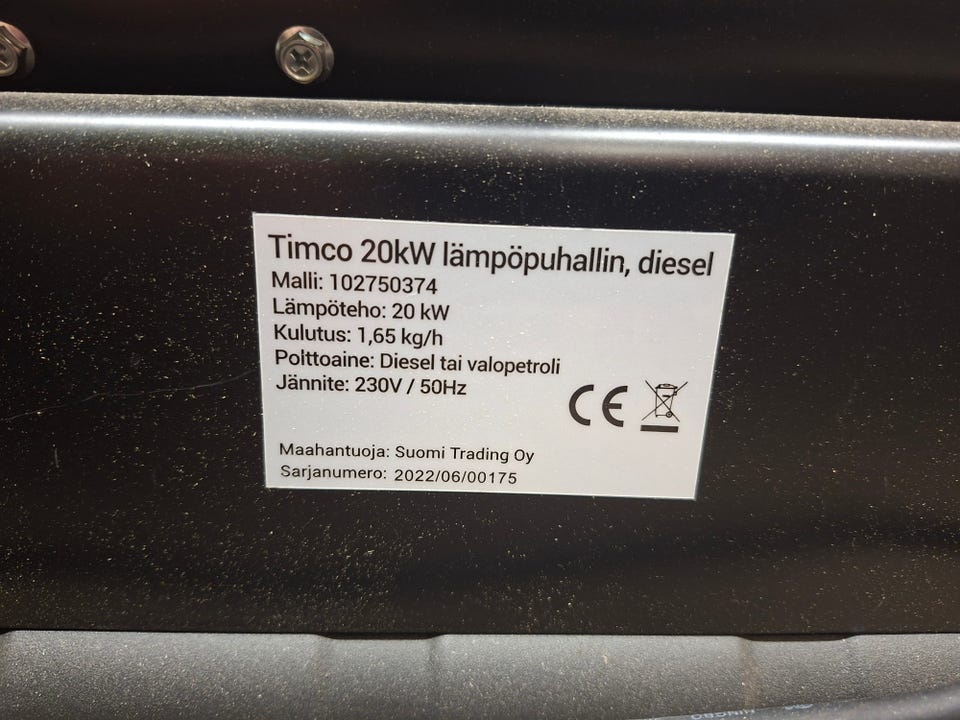 Timco 20kW lämpöpuhallin, diesel
Malli: 102750374
Lämpöteho: 20 kW
Kulutus: 1,65 kg/h
Polttoaine: Diesel tai valopetroli
Jännite: 230V / 50Hz
CE
Maahantuoja: Suomi Trading Oy
Sarjanumero: 2022/06/00175